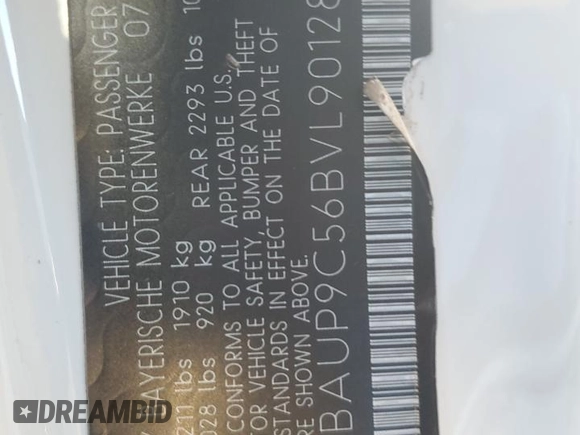 VEHICLE TYPE: PASSENGER
BAYERISCHE MOTORENWERKE 07
211 lbs 1910 kg
028 lbs 920 kg REAR 2293 lbs 10
CONFORMS TO ALL APPLICABLE U.S.
OR VEHICLE SAFETY, BUMPER AND THEFT
STANDARDS IN EFFECT ON THE DATE OF
RE SHOWN ABOVE.
BAUP9C56BVL90128
DREAMBID